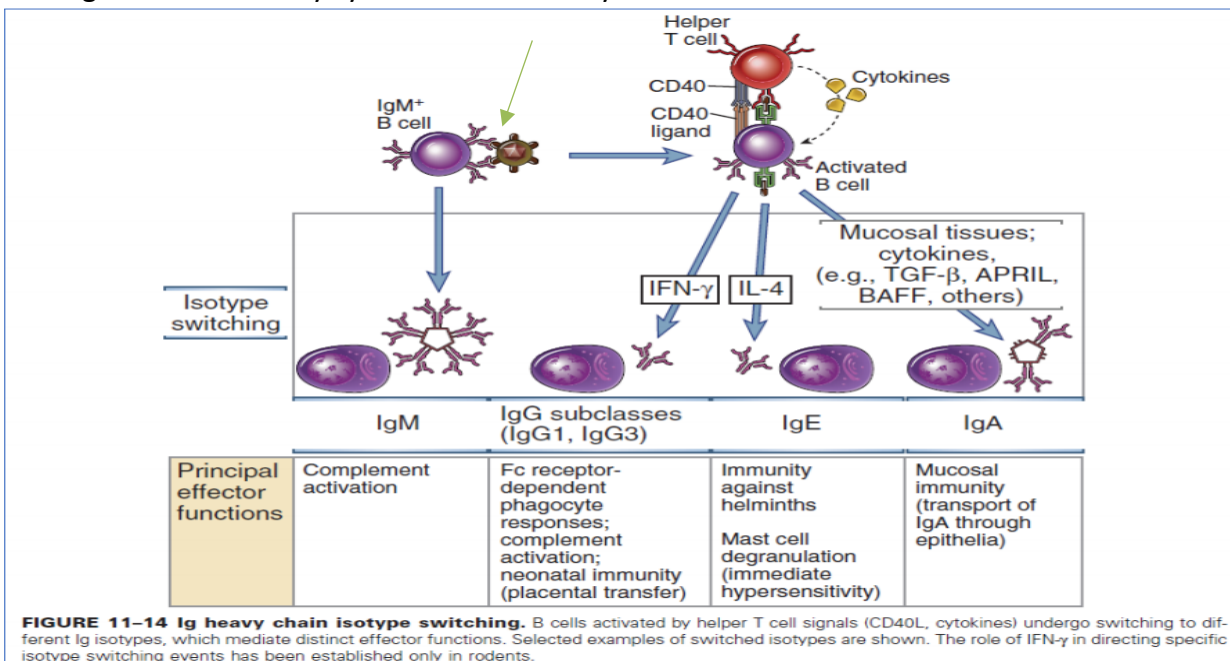 Helper
T cell
CD40
CD40
ligand
Cytokines
IgM+
B cell
Activated
B cell
Mucosal tissues;
cytokines,
(e.g., TGF-β, APRIL,
BAFF, others)
IFN-γ
IL-4
Isotype
switching
IgM
IgG subclasses
(IgG1, IgG3)
IgE
IgA
Principal
effector
functions
Complement
activation
Fc receptor-
dependent
phagocyte
responses;
complement
activation;
neonatal immunity
(placental transfer)
Immunity
against
helminths
Mast cell
degranulation
(immediate
hypersensitivity)
Mucosal
immunity
(transport of
IgA through
epithelia)
FIGURE 11–14 Ig heavy chain isotype switching. B cells activated by helper T cell signals (CD40L, cytokines) undergo switching to dif-
ferent Ig isotypes, which mediate distinct effector functions. Selected examples of switched isotypes are shown. The role of IFN-γ in directing specific
isotype switching events has been established only in rodents.